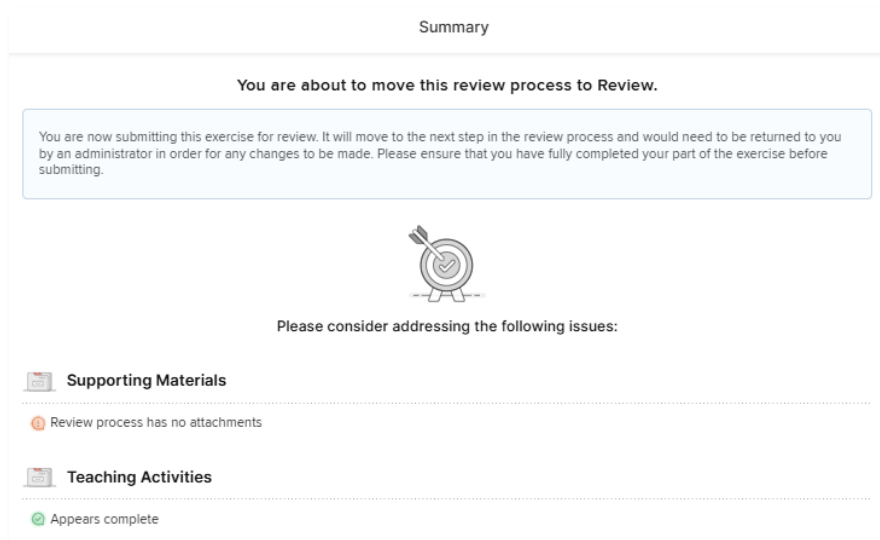 Summary
You are about to move this review process to Review.
You are now submitting this exercise for review. It will move to the next step in the review process and would need to be returned to you
by an administrator in order for any changes to be made. Please ensure that you have fully completed your part of the exercise before
submitting.
Please consider addressing the following issues:
Supporting Materials
Review process has no attachments
Teaching Activities
Appears complete